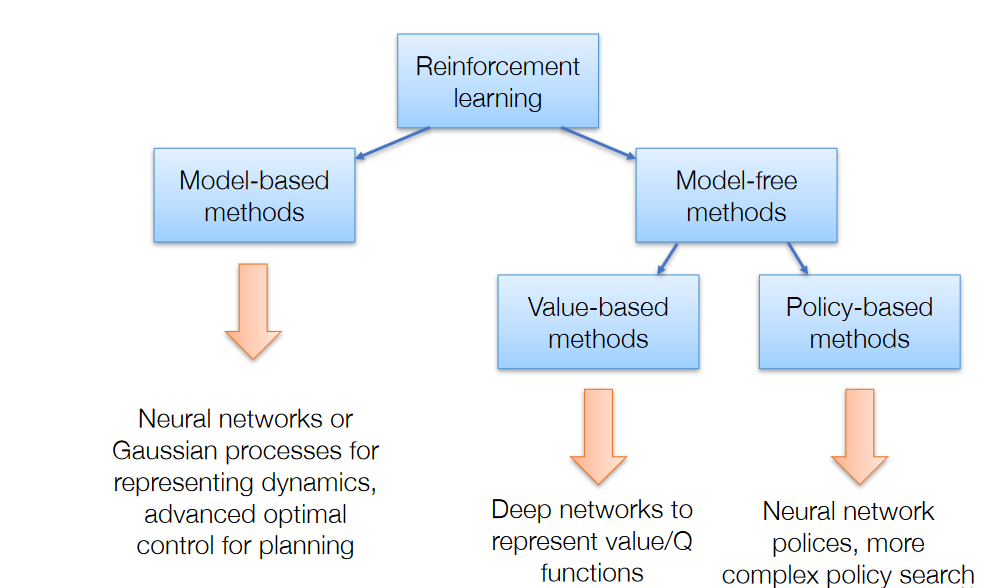 Reinforcement
learning
Model-based
methods
Model-free
methods
Value-based
methods
Policy-based
methods
Neural networks or
Gaussian processes for
representing dynamics,
advanced optimal
control for planning
Deep networks to
represent value/Q
functions
Neural network
polices, more
complex policy search